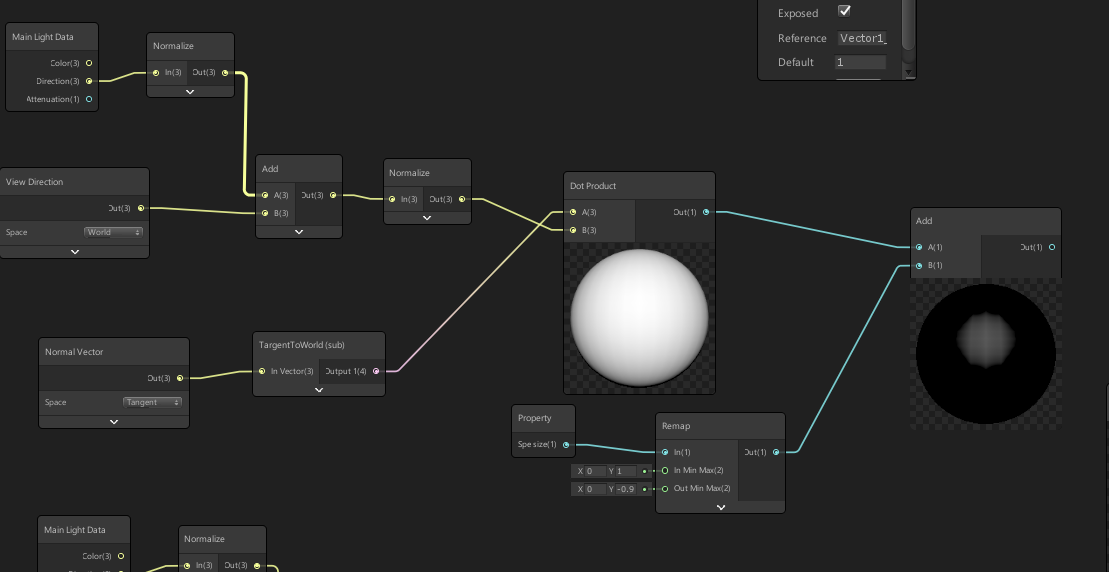 Exposed
Reference Vector1_
Default 1
Main Light Data
Color(3)
Direction(3)
Attenuation(1)
Normalize
In(3) Out(3)
View Direction
Out(3)
Space World
Add
A(3) Out(3)
B(3)
Normalize
In(3) Out(3)
Dot Product
A(3) Out(1)
B(3)
Add
A(1) Out(1)
B(1)
Normal Vector
Out(3)
Space Tangent
TargentToWorld (sub)
In Vector(3) Output 1(4)
Property
Spe size(1)
Remap
In(1) Out(1)
X 0 Y 1 In Min Max(2)
X 0 Y -0.9 Out Min Max(2)
Main Light Data
Color(3)
Normalize
In(3) Out(3)